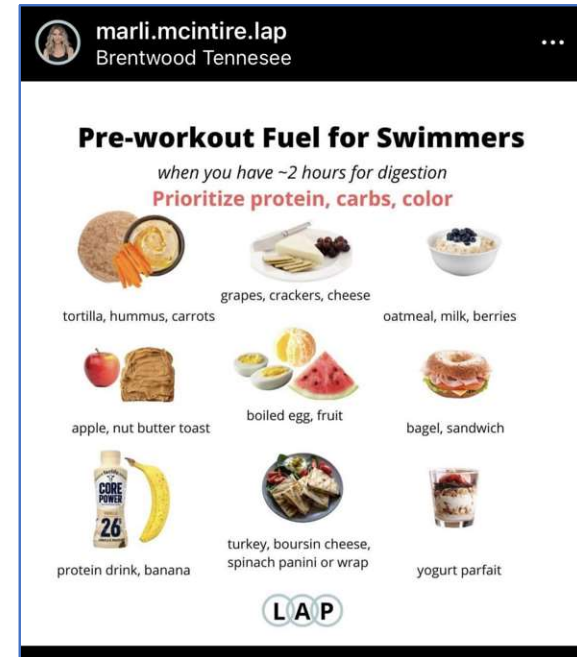 marli.mcintire.lap
Brentwood Tennesee
Pre-workout Fuel for Swimmers
when you have ~2 hours for digestion
Prioritize protein, carbs, color
tortilla, hummus, carrots
grapes, crackers, cheese
oatmeal, milk, berries
apple, nut butter toast
boiled egg, fruit
bagel, sandwich
CORE
POWER
26
protein drink, banana
turkey, boursin cheese,
spinach panini or wrap
yogurt parfait
LAP